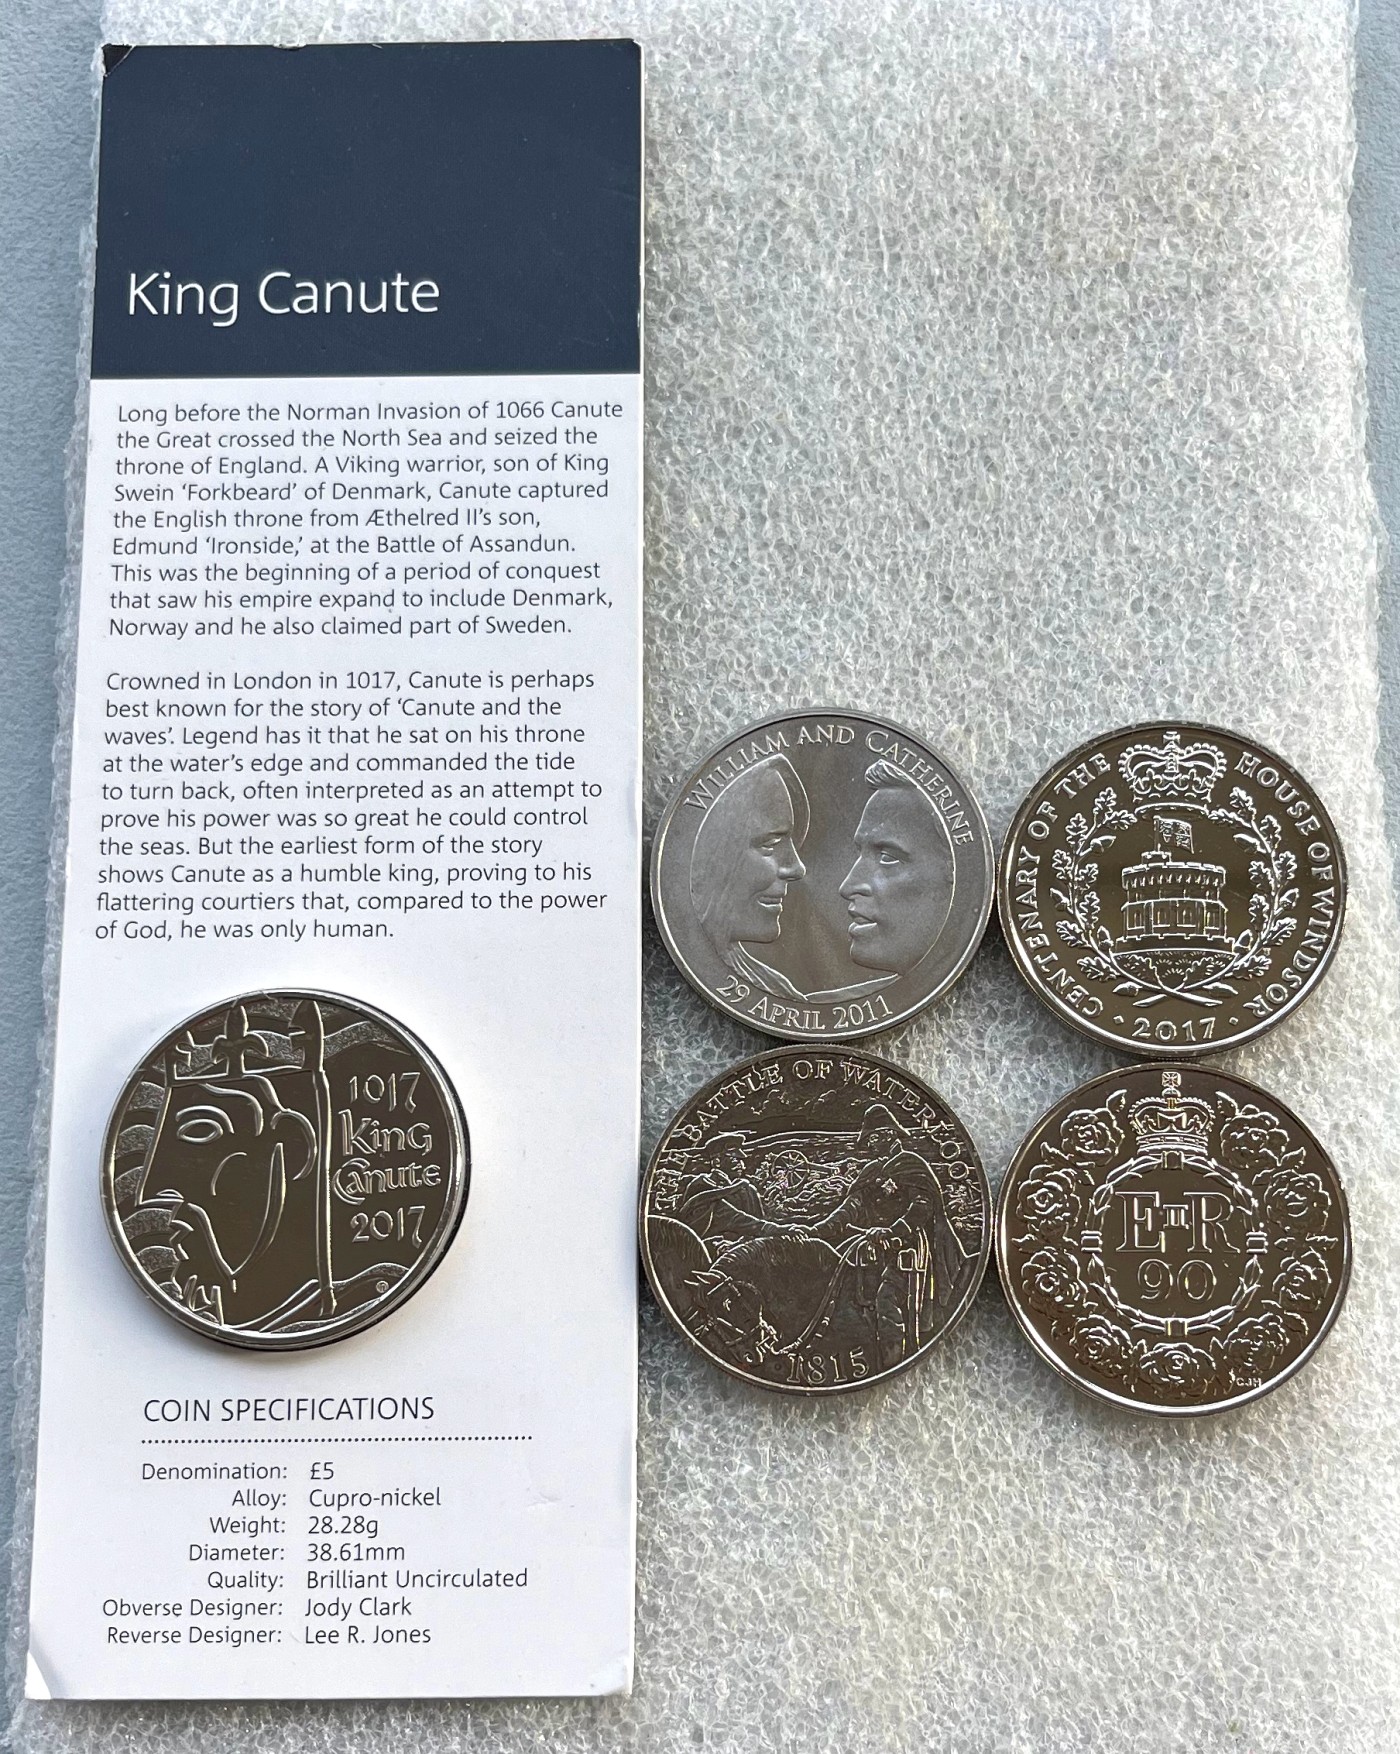 King Canute
Long before the Norman Invasion of 1066 Canute
the Great crossed the North Sea and seized the
throne of England. A Viking warrior, son of King
Swein ‘Forkbeard’ of Denmark, Canute captured
the English throne from Æthelred II’s son,
Edmund ‘Ironside,’ at the Battle of Assandun.
This was the beginning of a period of conquest
that saw his empire expand to include Denmark,
Norway and he also claimed part of Sweden.
Crowned in London in 1017, Canute is perhaps
best known for the story of ‘Canute and the
waves’. Legend has it that he sat on his throne
at the water’s edge and commanded the tide
to turn back, often interpreted as an attempt to
prove his power was so great he could control
the seas. But the earliest form of the story
shows Canute as a humble king, proving to his
flattering courtiers that, compared to the power
of God, he was only human.
1017
King
Canute
2017
COIN SPECIFICATIONS
Denomination: £5
Alloy: Cupro-nickel
Weight: 28.28g
Diameter: 38.61mm
Quality: Brilliant Uncirculated
Obverse Designer: Jody Clark
Reverse Designer: Lee R. Jones
WILLIAM AND CATHERINE
29 APRIL 2011
CENTENARY OF THE HOUSE OF WINDSOR
· 2017 ·
THE BATTLE OF WATERLOO
1815
E II R
90
CJH